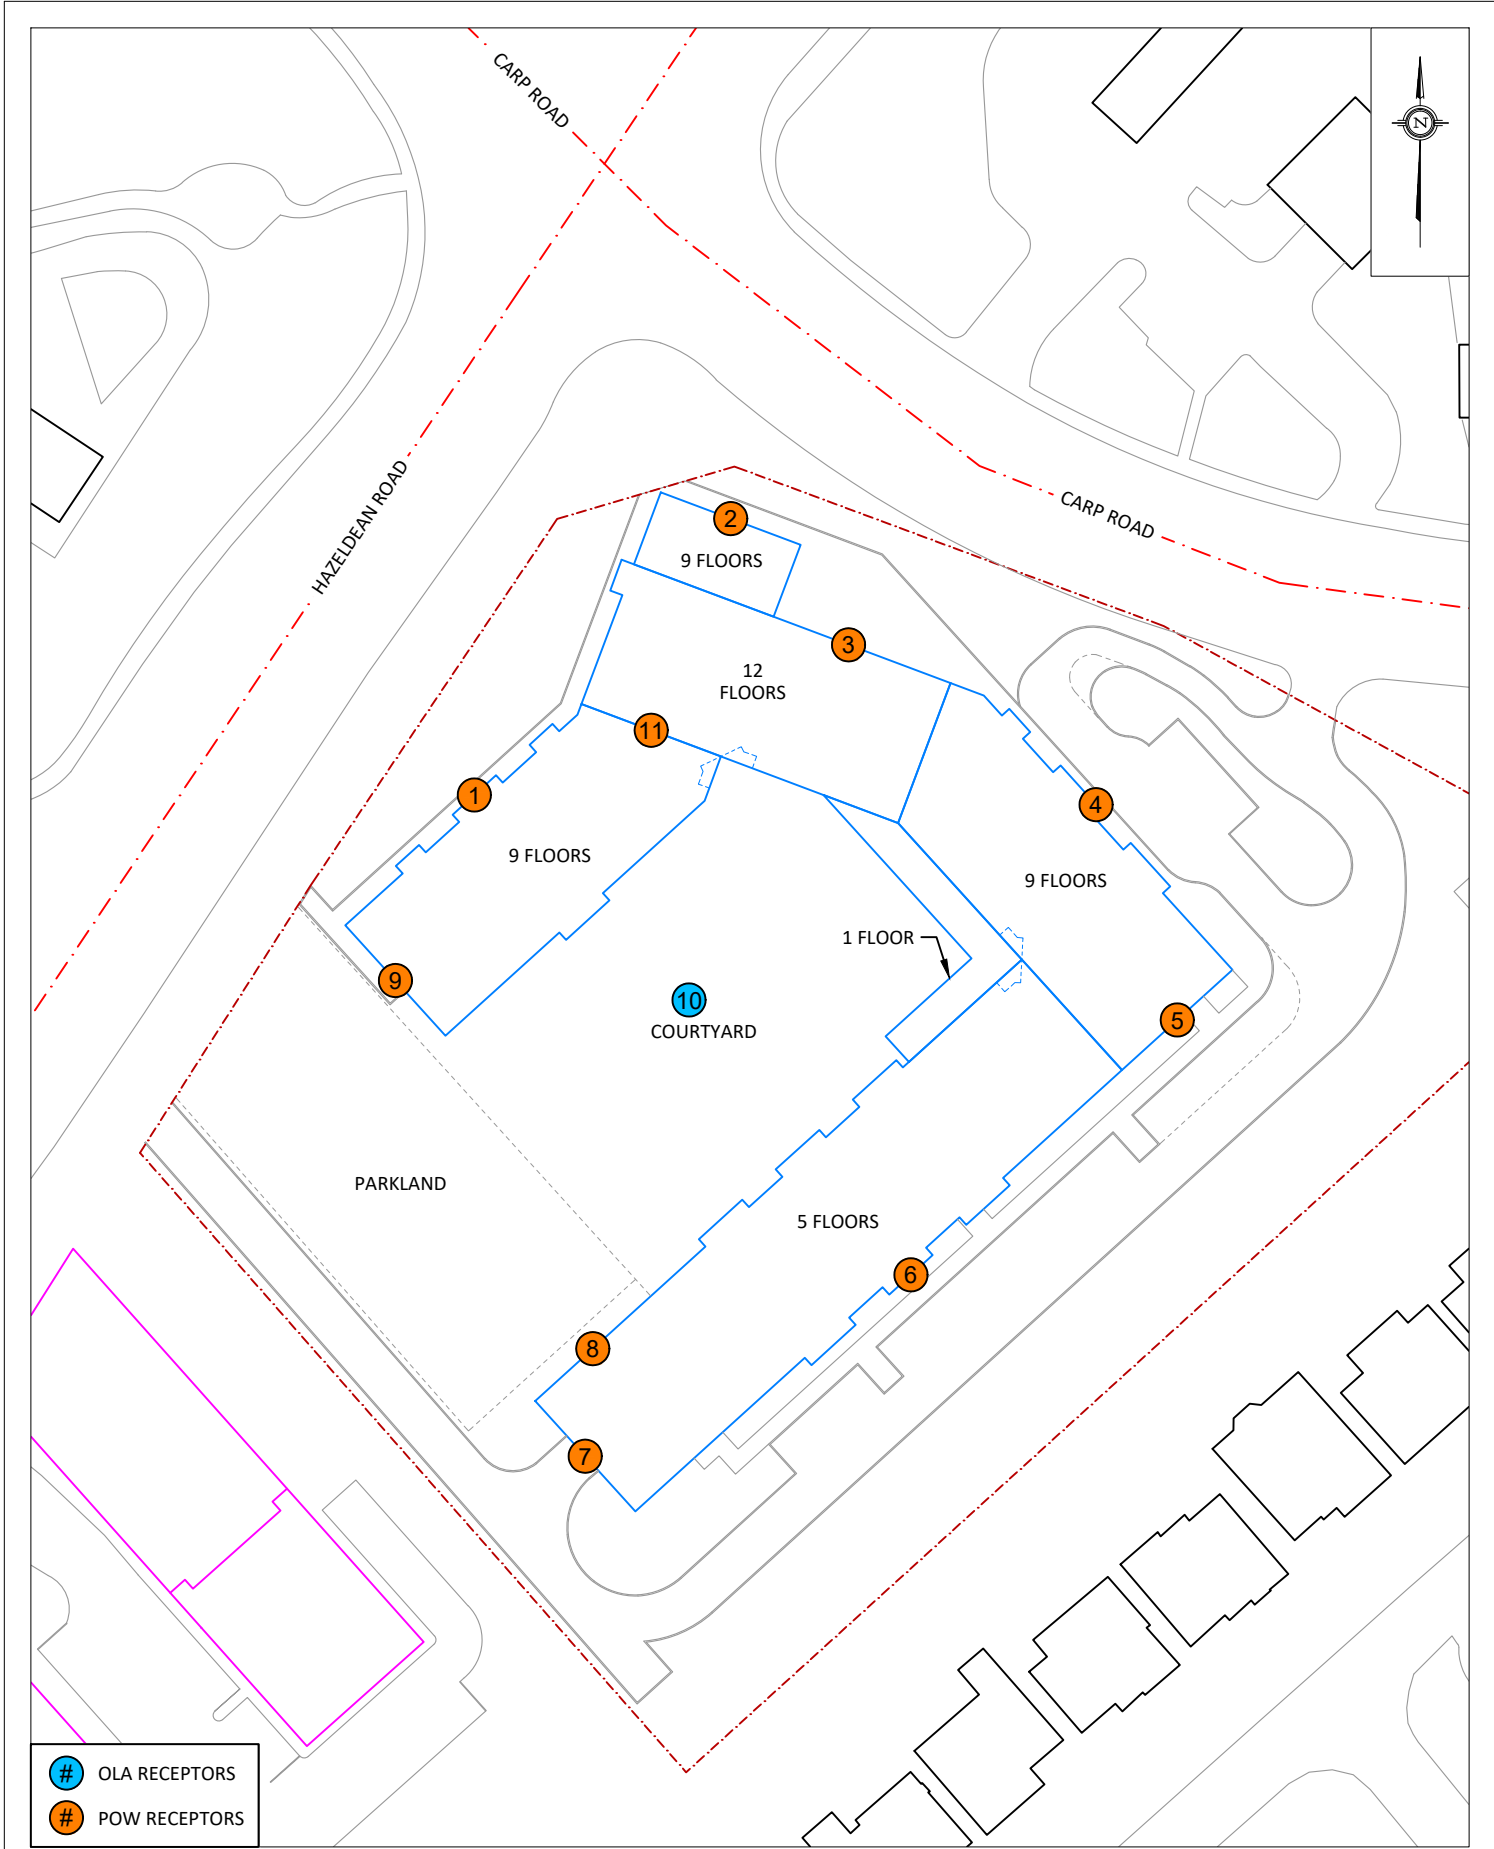 CARP ROAD
N
HAZELDEAN ROAD
CARP ROAD
2
9 FLOORS
3
12
FLOORS
11
1
4
9 FLOORS
9 FLOORS
1 FLOOR
9
10
COURTYARD
5
PARKLAND
5 FLOORS
6
8
7
# OLA RECEPTORS
# POW RECEPTORS